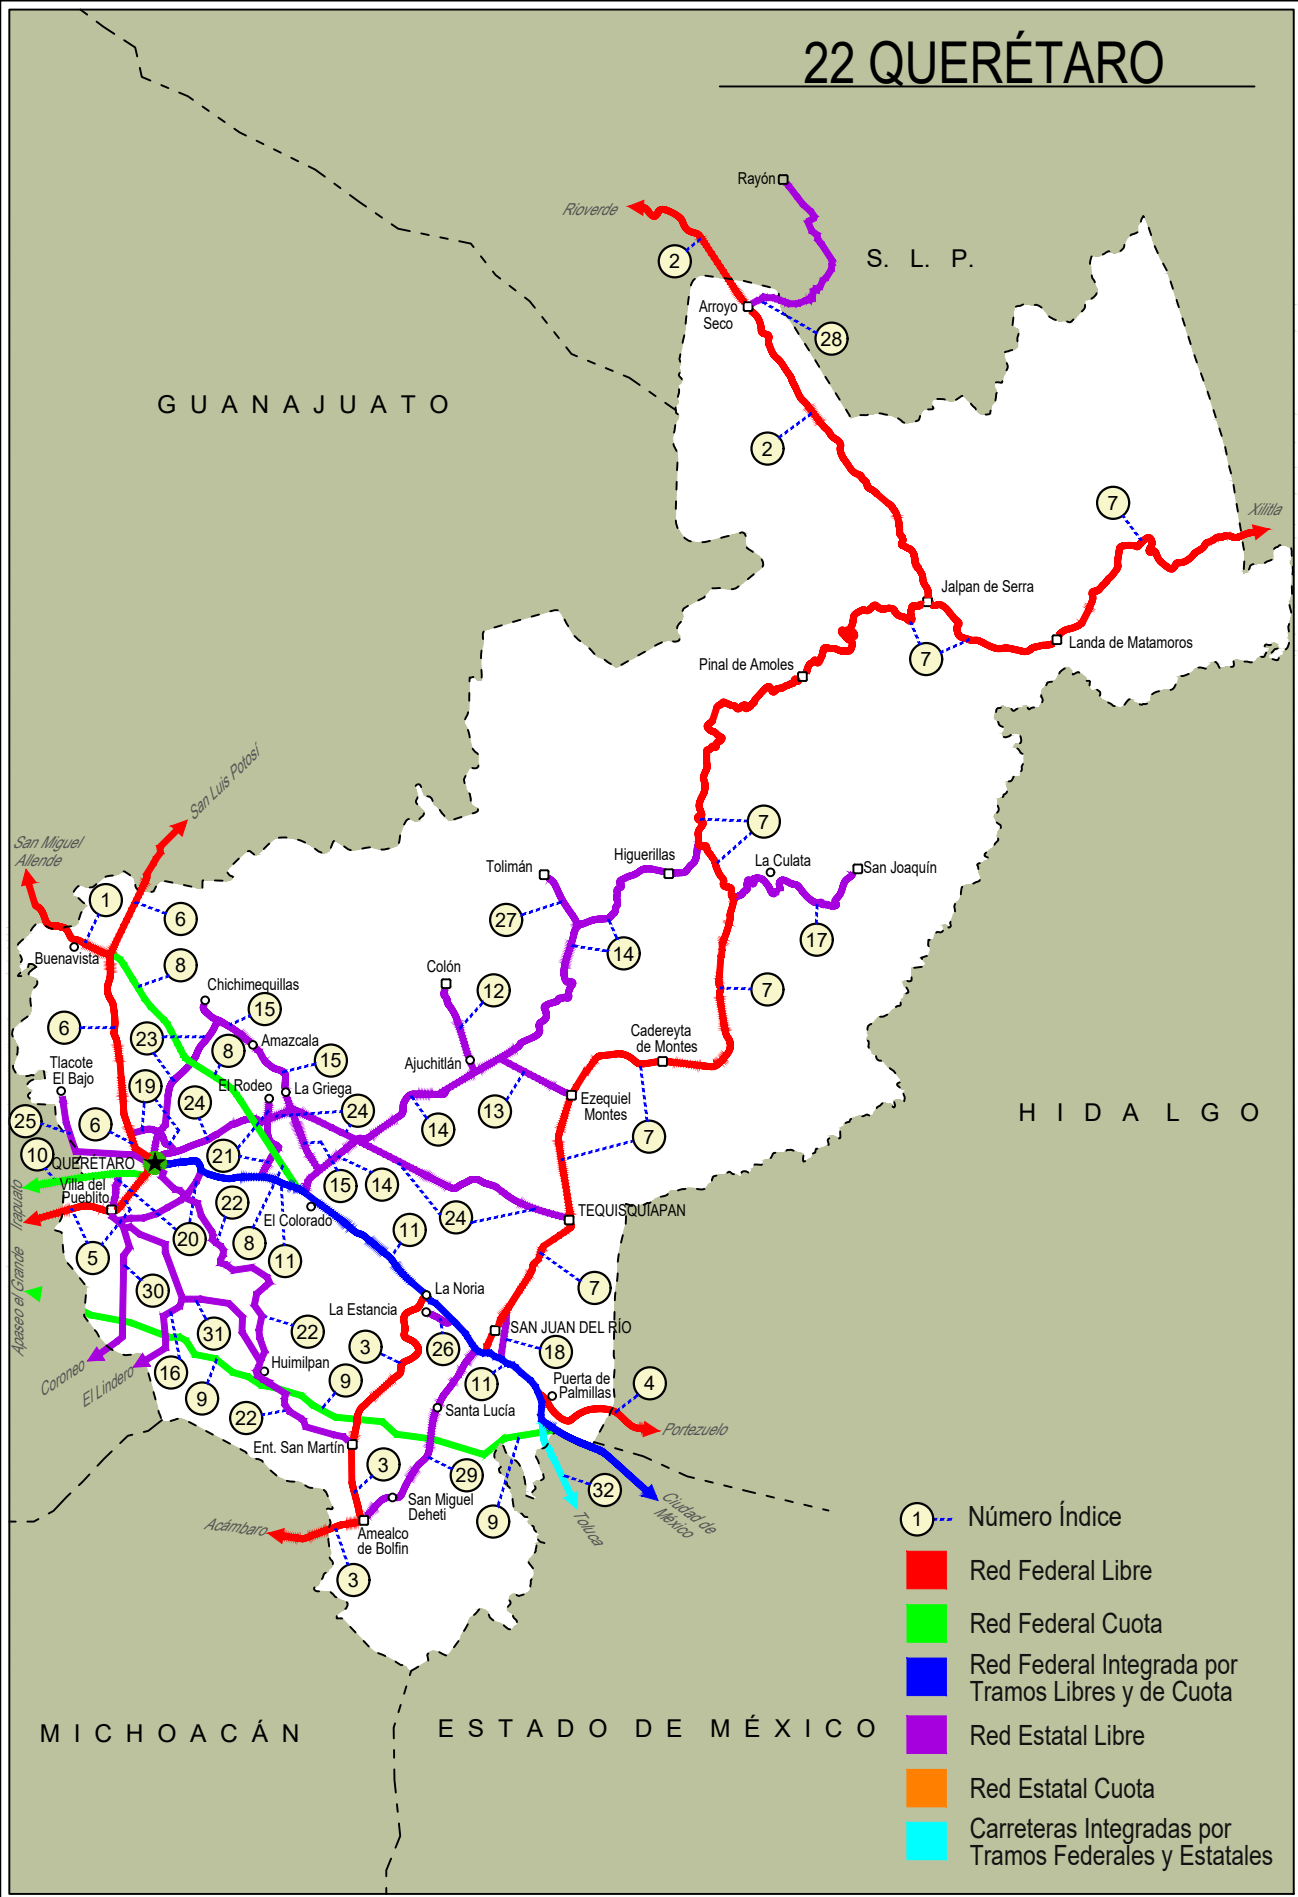 22 QUERÉTARO
Rayón
Rioverde
2
S. L. P.
Arroyo
Seco
28
GUANAJUATO
2
7
Xilitla
Jalpan de Serra
Landa de Matamoros
7
Pinal de Amoles
San Luis Potosí
7
San Miguel
Allende
Tolimán
Higuerillas
La Culata
San Joaquín
1
6
27
14
17
Buenavista
8
Colón
12
7
Chichimequillas
15
6
23
8
Amazcala
Cadereyta
de Montes
Tlacote
El Bajo
15
Ajuchitlán
19
24
El Rodeo
La Griega
Ezequiel
Montes
13
HIDALGO
25
6
24
14
7
10
QUERÉTARO
21
15
14
Villa del
Pueblito
Irapuato
22
El Colorado
11
24
TEQUISQUIAPAN
5
20
8
11
Apaseo el Grande
30
La Noria
7
La Estancia
31
22
3
26
SAN JUAN DEL RÍO
18
Coroneo
El Lindero
16
9
Huimilpan
9
11
Puerta de
Palmillas
4
22
Santa Lucía
Portezuelo
Ent. San Martín
3
29
32
San Miguel
Deheti
9
Toluca
Ciudad de
México
Acámbaro
Amealco
de Bolfin
3
1
Número Índice
Red Federal Libre
Red Federal Cuota
Red Federal Integrada por
Tramos Libres y de Cuota
MICHOACÁN
ESTADO DE MÉXICO
Red Estatal Libre
Red Estatal Cuota
Carreteras Integradas por
Tramos Federales y Estatales